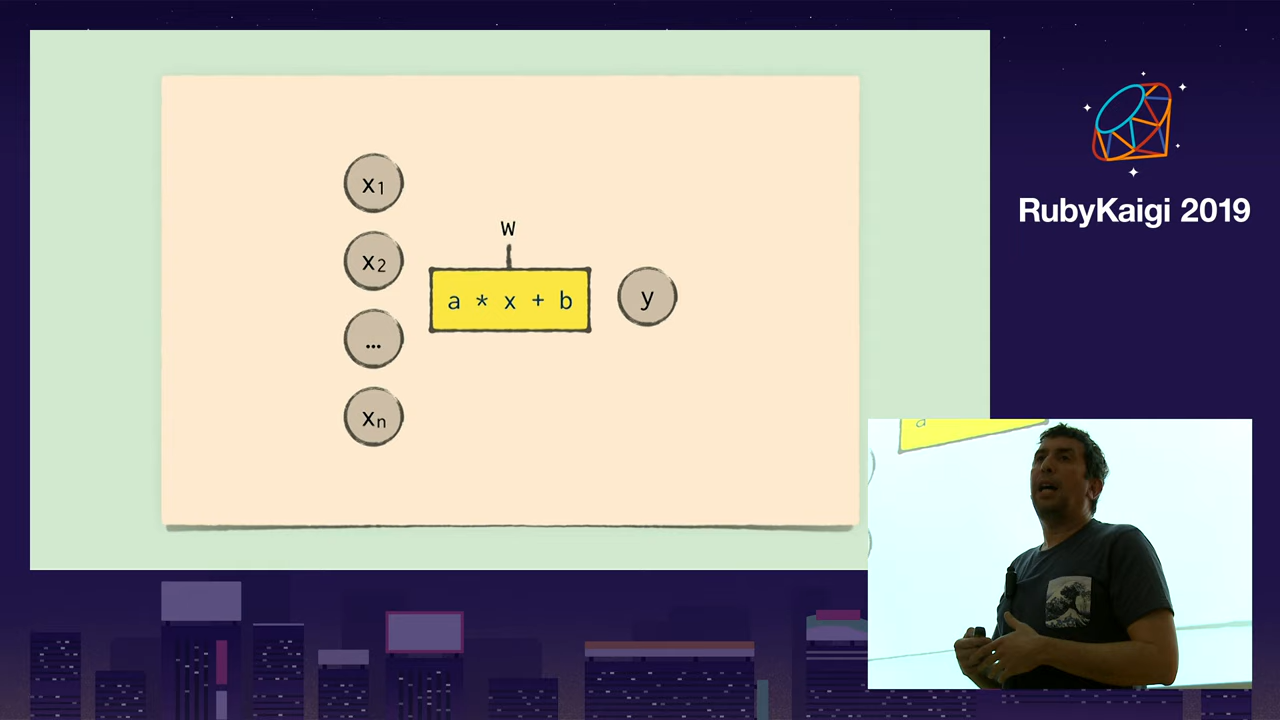 x1
x2
…
xn
W
a * x + b
y
RubyKaigi 2019
a